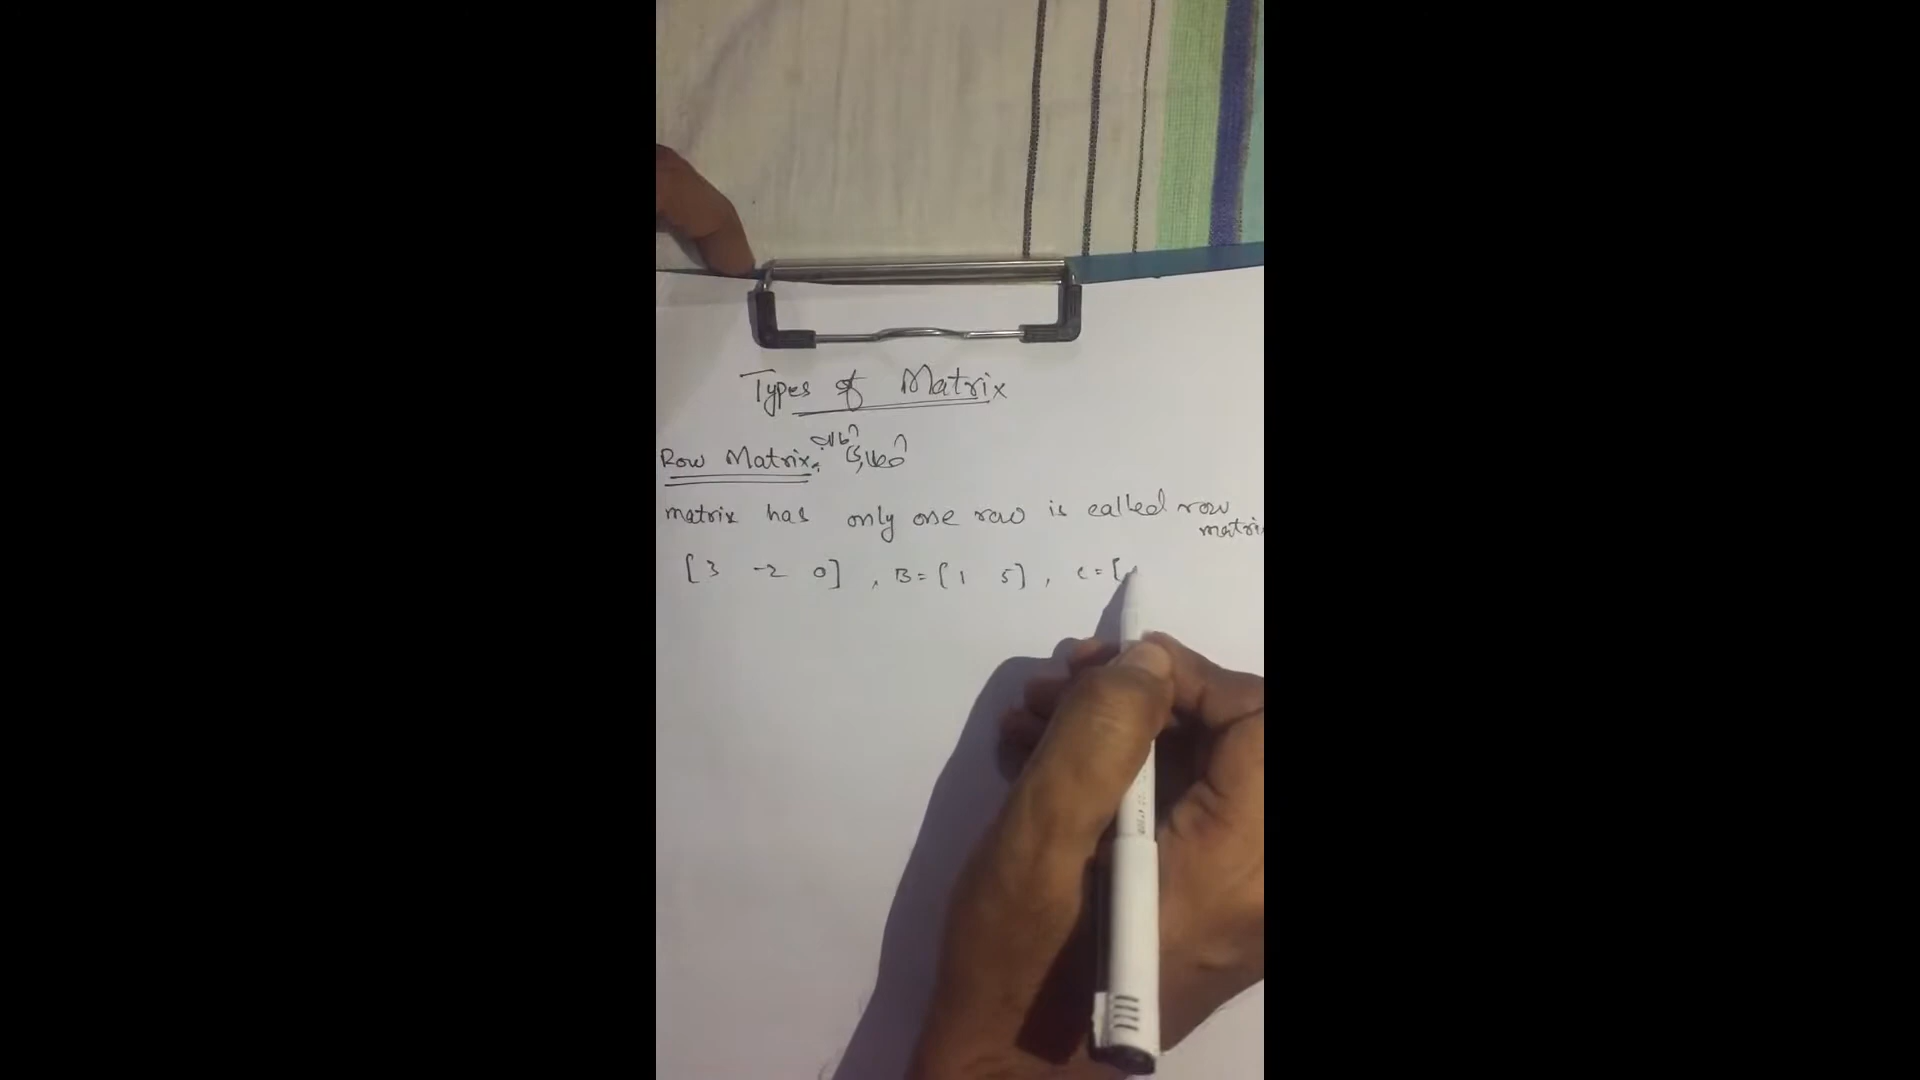 Types of Matrix
Row Matrix:
matrix has only one row is called row
matrix
[3 -2 0] , B = [1 5] , C = [